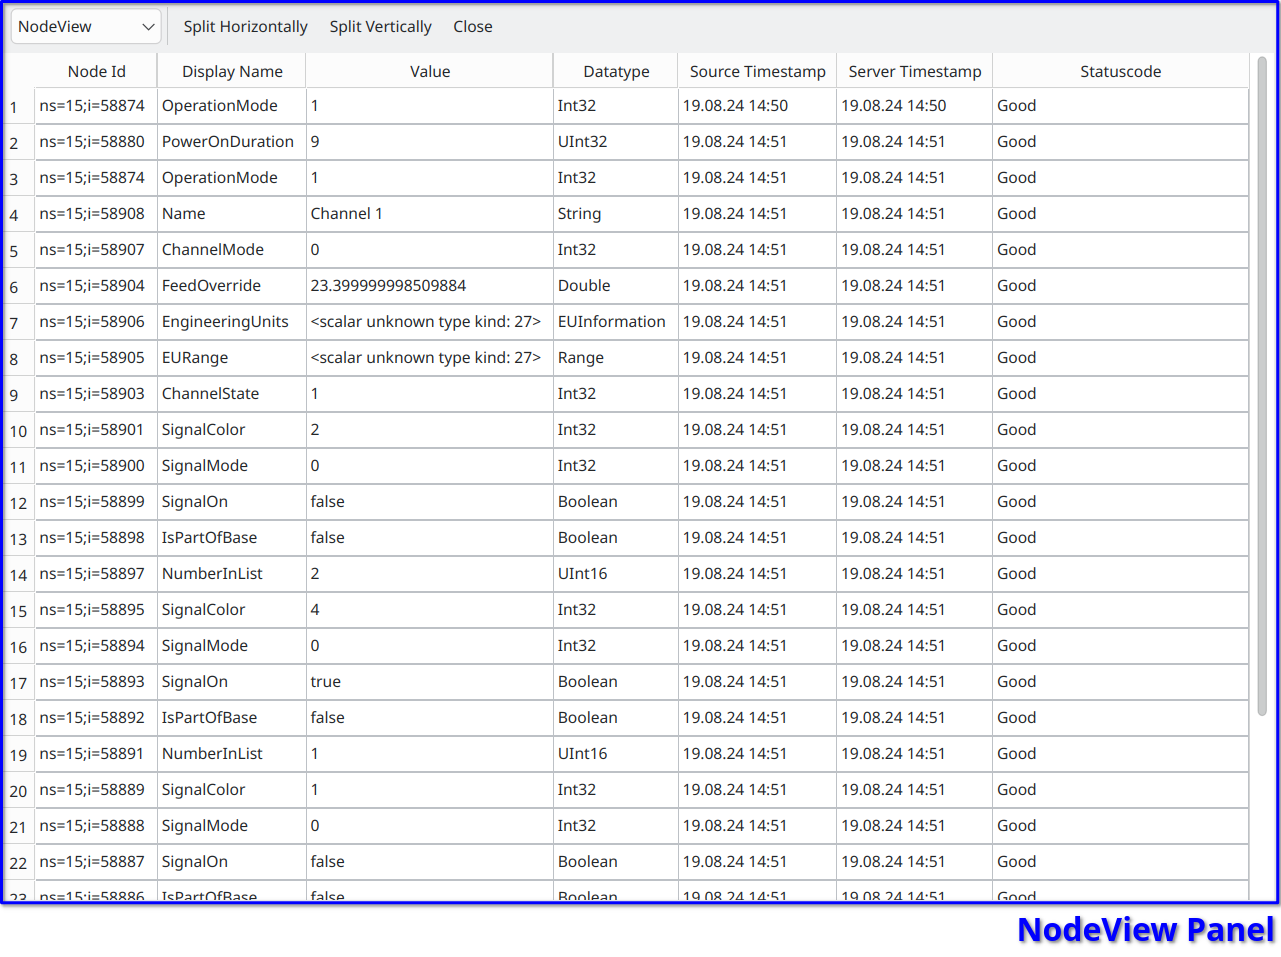 NodeView Split Horizontally Split Vertically Close
Node Id Display Name Value Datatype Source Timestamp Server Timestamp Statuscode
1 ns=15;i=58874 OperationMode 1 Int32 19.08.24 14:50 19.08.24 14:50 Good
2 ns=15;i=58880 PowerOnDuration 9 UInt32 19.08.24 14:51 19.08.24 14:51 Good
3 ns=15;i=58874 OperationMode 1 Int32 19.08.24 14:51 19.08.24 14:51 Good
4 ns=15;i=58908 Name Channel 1 String 19.08.24 14:51 19.08.24 14:51 Good
5 ns=15;i=58907 ChannelMode 0 Int32 19.08.24 14:51 19.08.24 14:51 Good
6 ns=15;i=58904 FeedOverride 23.399999998509884 Double 19.08.24 14:51 19.08.24 14:51 Good
7 ns=15;i=58906 EngineeringUnits <scalar unknown type kind: 27> EUInformation 19.08.24 14:51 19.08.24 14:51 Good
8 ns=15;i=58905 EURange <scalar unknown type kind: 27> Range 19.08.24 14:51 19.08.24 14:51 Good
9 ns=15;i=58903 ChannelState 1 Int32 19.08.24 14:51 19.08.24 14:51 Good
10 ns=15;i=58901 SignalColor 2 Int32 19.08.24 14:51 19.08.24 14:51 Good
11 ns=15;i=58900 SignalMode 0 Int32 19.08.24 14:51 19.08.24 14:51 Good
12 ns=15;i=58899 SignalOn false Boolean 19.08.24 14:51 19.08.24 14:51 Good
13 ns=15;i=58898 IsPartOfBase false Boolean 19.08.24 14:51 19.08.24 14:51 Good
14 ns=15;i=58897 NumberInList 2 UInt16 19.08.24 14:51 19.08.24 14:51 Good
15 ns=15;i=58895 SignalColor 4 Int32 19.08.24 14:51 19.08.24 14:51 Good
16 ns=15;i=58894 SignalMode 0 Int32 19.08.24 14:51 19.08.24 14:51 Good
17 ns=15;i=58893 SignalOn true Boolean 19.08.24 14:51 19.08.24 14:51 Good
18 ns=15;i=58892 IsPartOfBase false Boolean 19.08.24 14:51 19.08.24 14:51 Good
19 ns=15;i=58891 NumberInList 1 UInt16 19.08.24 14:51 19.08.24 14:51 Good
20 ns=15;i=58889 SignalColor 1 Int32 19.08.24 14:51 19.08.24 14:51 Good
21 ns=15;i=58888 SignalMode 0 Int32 19.08.24 14:51 19.08.24 14:51 Good
22 ns=15;i=58887 SignalOn false Boolean 19.08.24 14:51 19.08.24 14:51 Good
23 ns=15;i=58886 IsPartOfBase false Boolean 19.08.24 14:51 19.08.24 14:51 Good
NodeView Panel